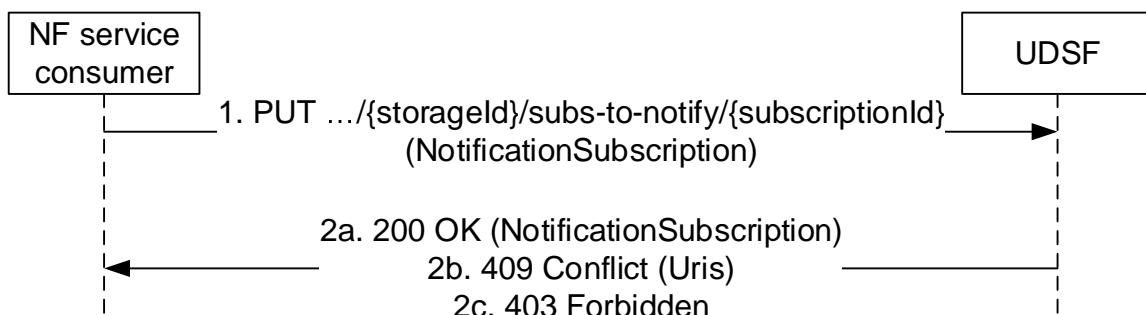 NF service
consumer
UDSF
1. PUT …/{storageId}/subs-to-notify/{subscriptionId}
(NotificationSubscription)
2a. 200 OK (NotificationSubscription)
2b. 409 Conflict (Uris)
2c. 403 Forbidden